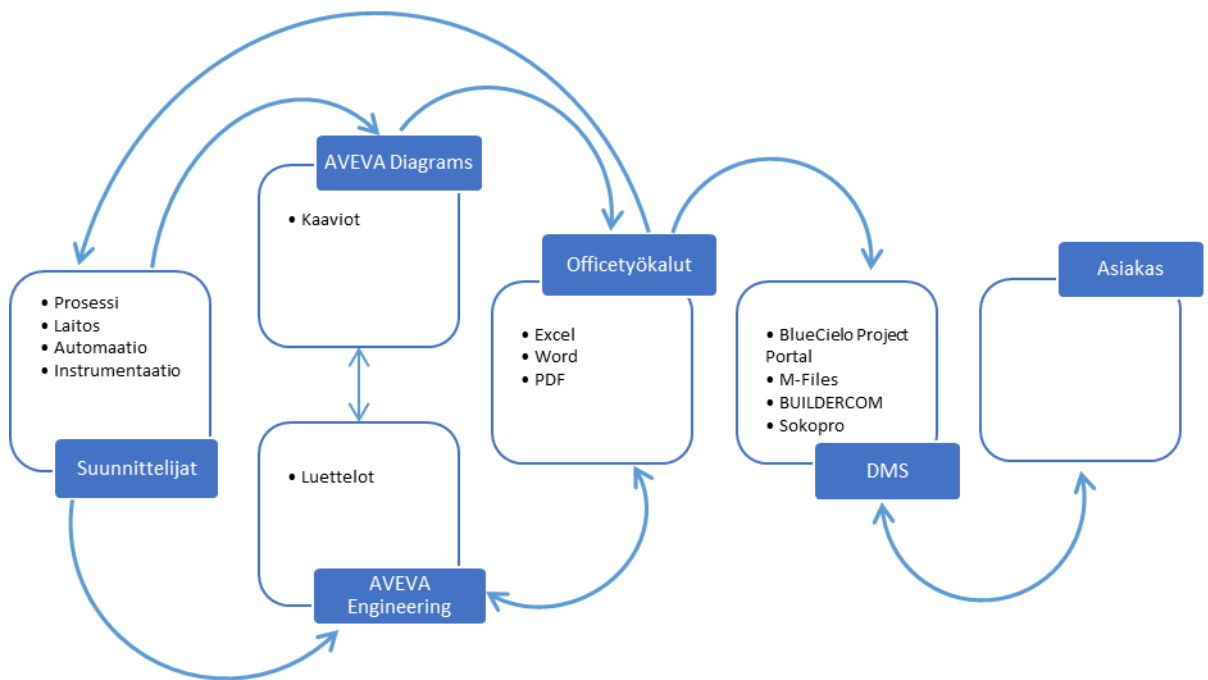 AVEVA Diagrams
• Kaaviot
Officetyökalut
• Excel
• Word
• PDF
Asiakas
• Prosessi
• Laitos
• Automaatio
• Instrumentaatio
Suunnittelijat
• BlueCielo Project
Portal
• M-Files
• BUILDERCOM
• Sokopro
DMS
• Luettelot
AVEVA
Engineering